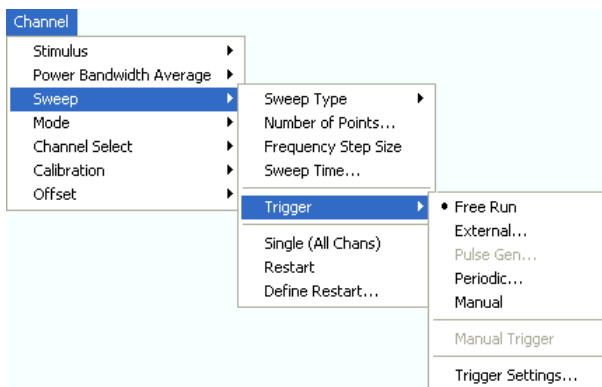 Channel
Stimulus
Power Bandwidth Average
Sweep
Mode
Channel Select
Calibration
Offset
Sweep Type
Number of Points...
Frequency Step Size
Sweep Time...
Trigger
Single (All Chans)
Restart
Define Restart...
Free Run
External...
Pulse Gen...
Periodic...
Manual
Manual Trigger
Trigger Settings...